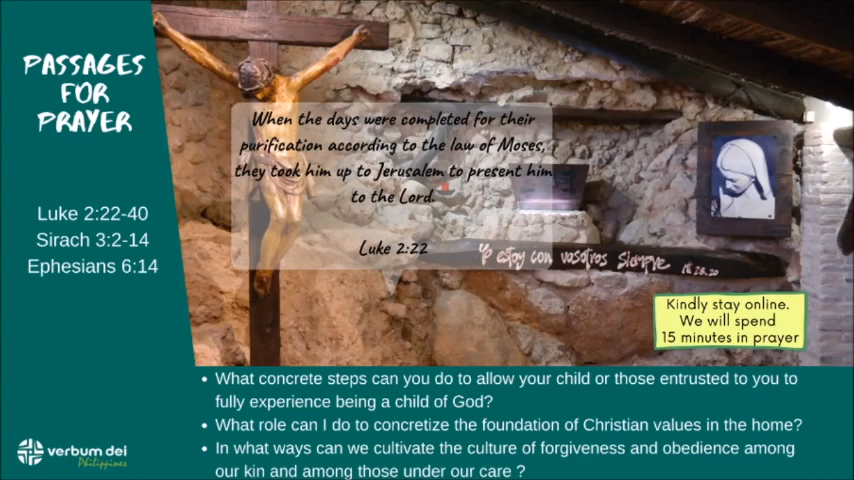 PASSAGES
FOR
PRAYER
Luke 2:22-40
Sirach 3:2-14
Ephesians 6:14
When the days were completed for their
purification according to the law of Moses,
they took him up to Jerusalem to present him
to the Lord.
Luke 2:22
Yo estoy con vosotros siempre Mt 28.20
Kindly stay online.
We will spend
15 minutes in prayer
• What concrete steps can you do to allow your child or those entrusted to you to
fully experience being a child of God?
• What role can I do to concretize the foundation of Christian values in the home?
• In what ways can we cultivate the culture of forgiveness and obedience among
our kin and among those under our care ?
verbum dei
Philippines